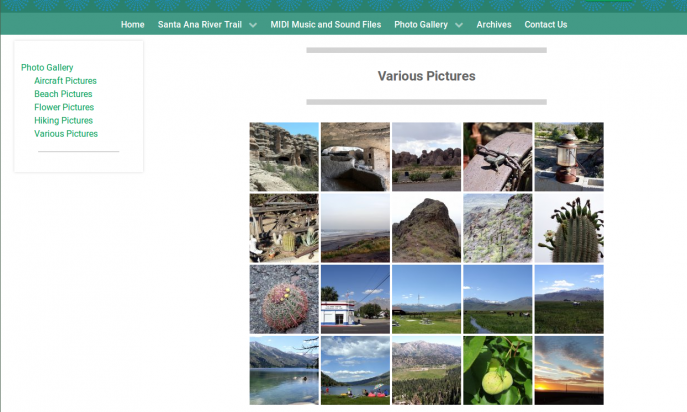 Home Santa Ana River Trail MIDI Music and Sound Files Photo Gallery Archives Contact Us
Photo Gallery
Aircraft Pictures
Beach Pictures
Flower Pictures
Hiking Pictures
Various Pictures
Various Pictures